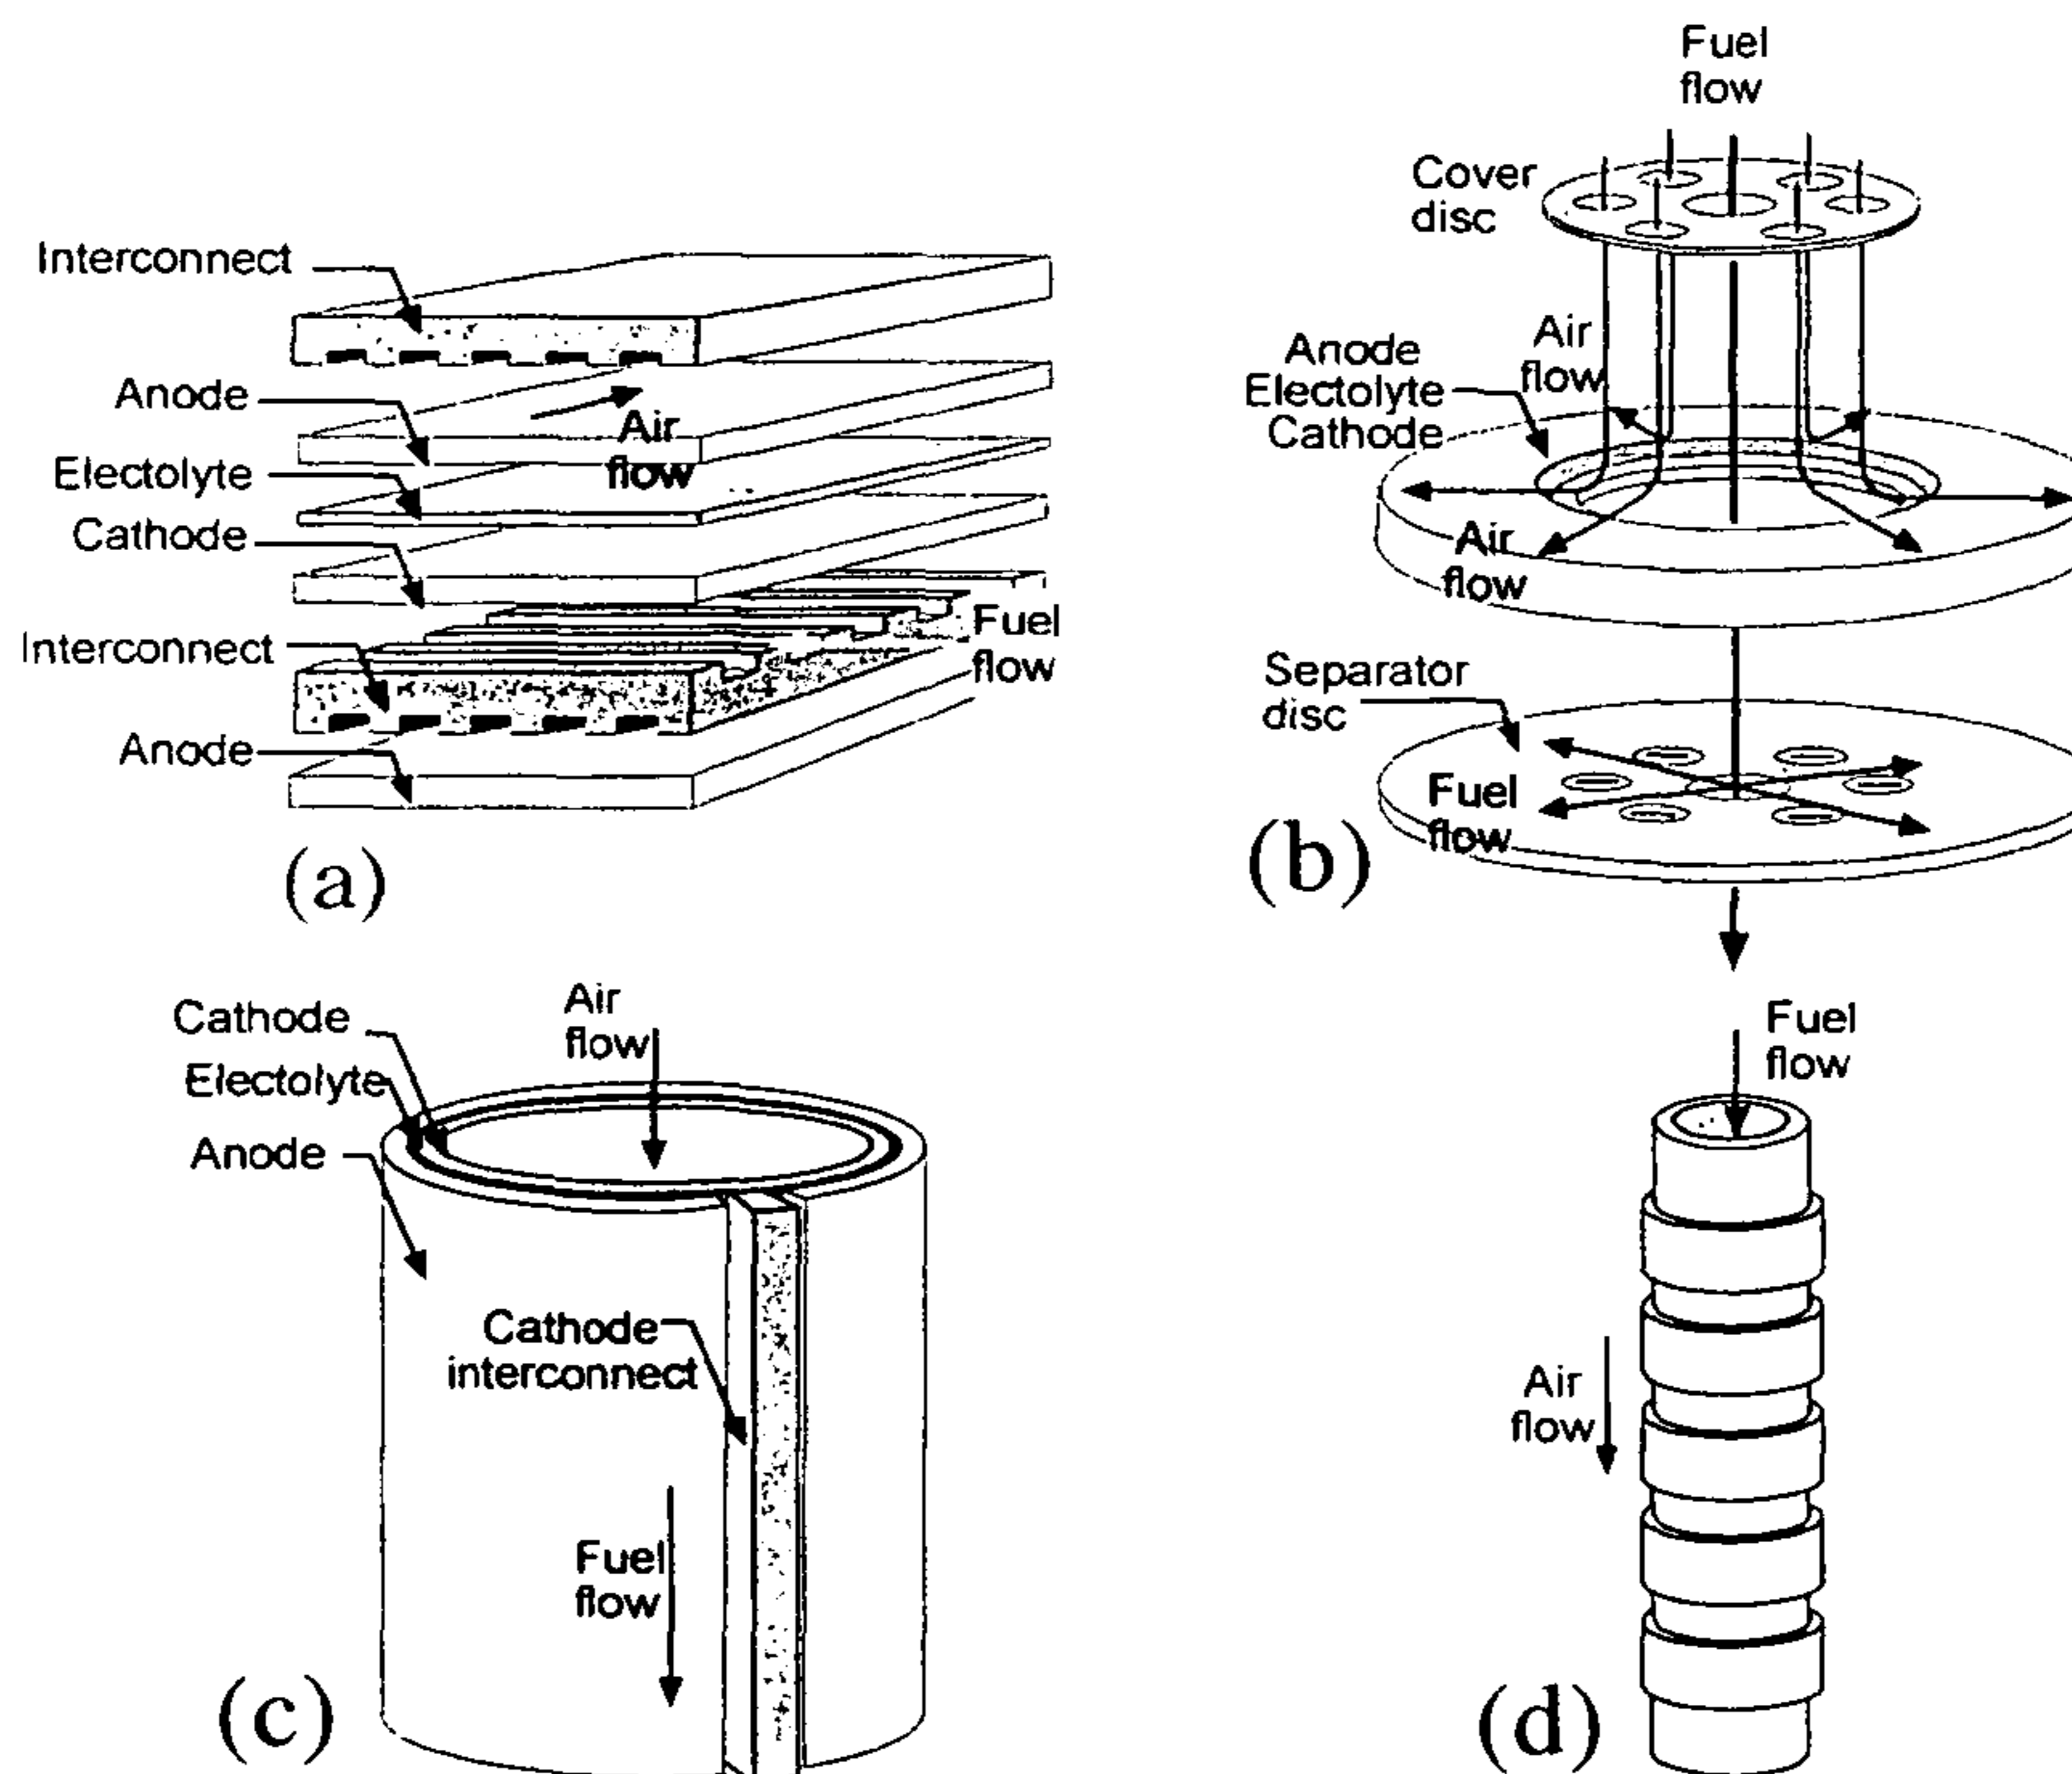 Interconnect
Anode
Air
flow
Electolyte
Cathode
Interconnect
Fuel
flow
Anode
(a)
Fuel
flow
Cover
disc
Air
flow
Anode
Electolyte
Cathode
Air
flow
Separator
disc
Fuel
flow
(b)
Cathode
Electolyte
Anode
Air
flow
Cathode
interconnect
Fuel
flow
(c)
Fuel
flow
Air
flow
(d)